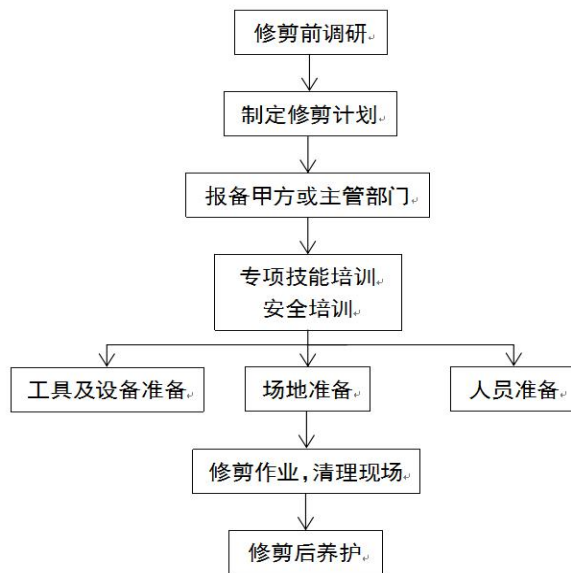 修剪前调研
制定修剪计划
报备甲方或主管部门
专项技能培训
安全培训
工具及设备准备
场地准备
人员准备
修剪作业，清理现场
修剪后养护